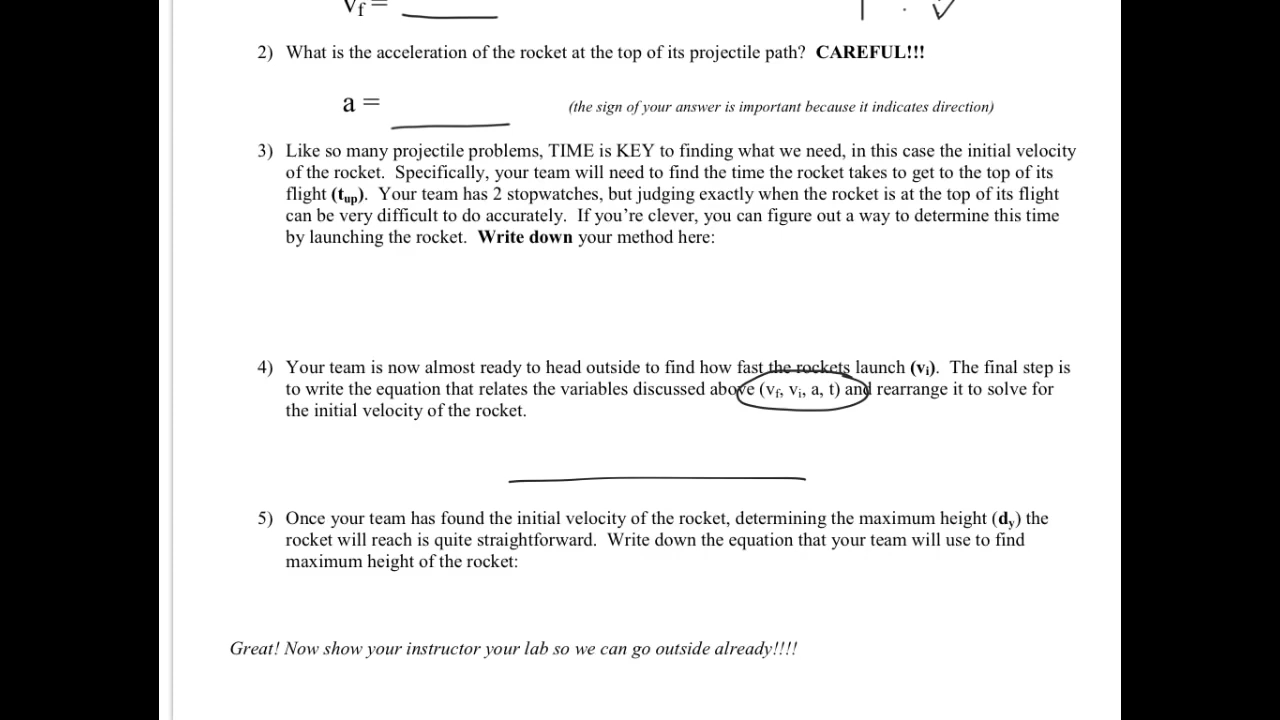 Vf =
2) What is the acceleration of the rocket at the top of its projectile path? CAREFUL!!!
a =
(the sign of your answer is important because it indicates direction)
3) Like so many projectile problems, TIME is KEY to finding what we need, in this case the initial velocity
of the rocket. Specifically, your team will need to find the time the rocket takes to get to the top of its
flight (tup). Your team has 2 stopwatches, but judging exactly when the rocket is at the top of its flight
can be very difficult to do accurately. If you're clever, you can figure out a way to determine this time
by launching the rocket. Write down your method here:
4) Your team is now almost ready to head outside to find how fast the rockets launch (vi). The final step is
to write the equation that relates the variables discussed above (vf, vi, a, t) and rearrange it to solve for
the initial velocity of the rocket.
5) Once your team has found the initial velocity of the rocket, determining the maximum height (dy) the
rocket will reach is quite straightforward. Write down the equation that your team will use to find
maximum height of the rocket:
Great! Now show your instructor your lab so we can go outside already!!!!